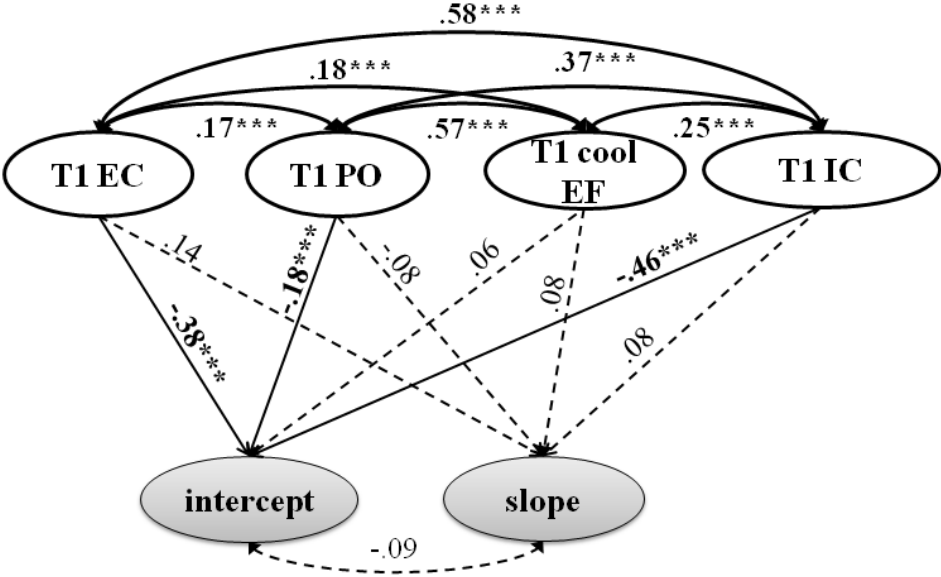 .58***
.18***
.37***
.17***
.57***
.25***
T1 EC
T1 PO
T1 cool
EF
T1 IC
.14
-.18***
-.08
.06
.08
-.46***
-.38***
.08
intercept
slope
-.09